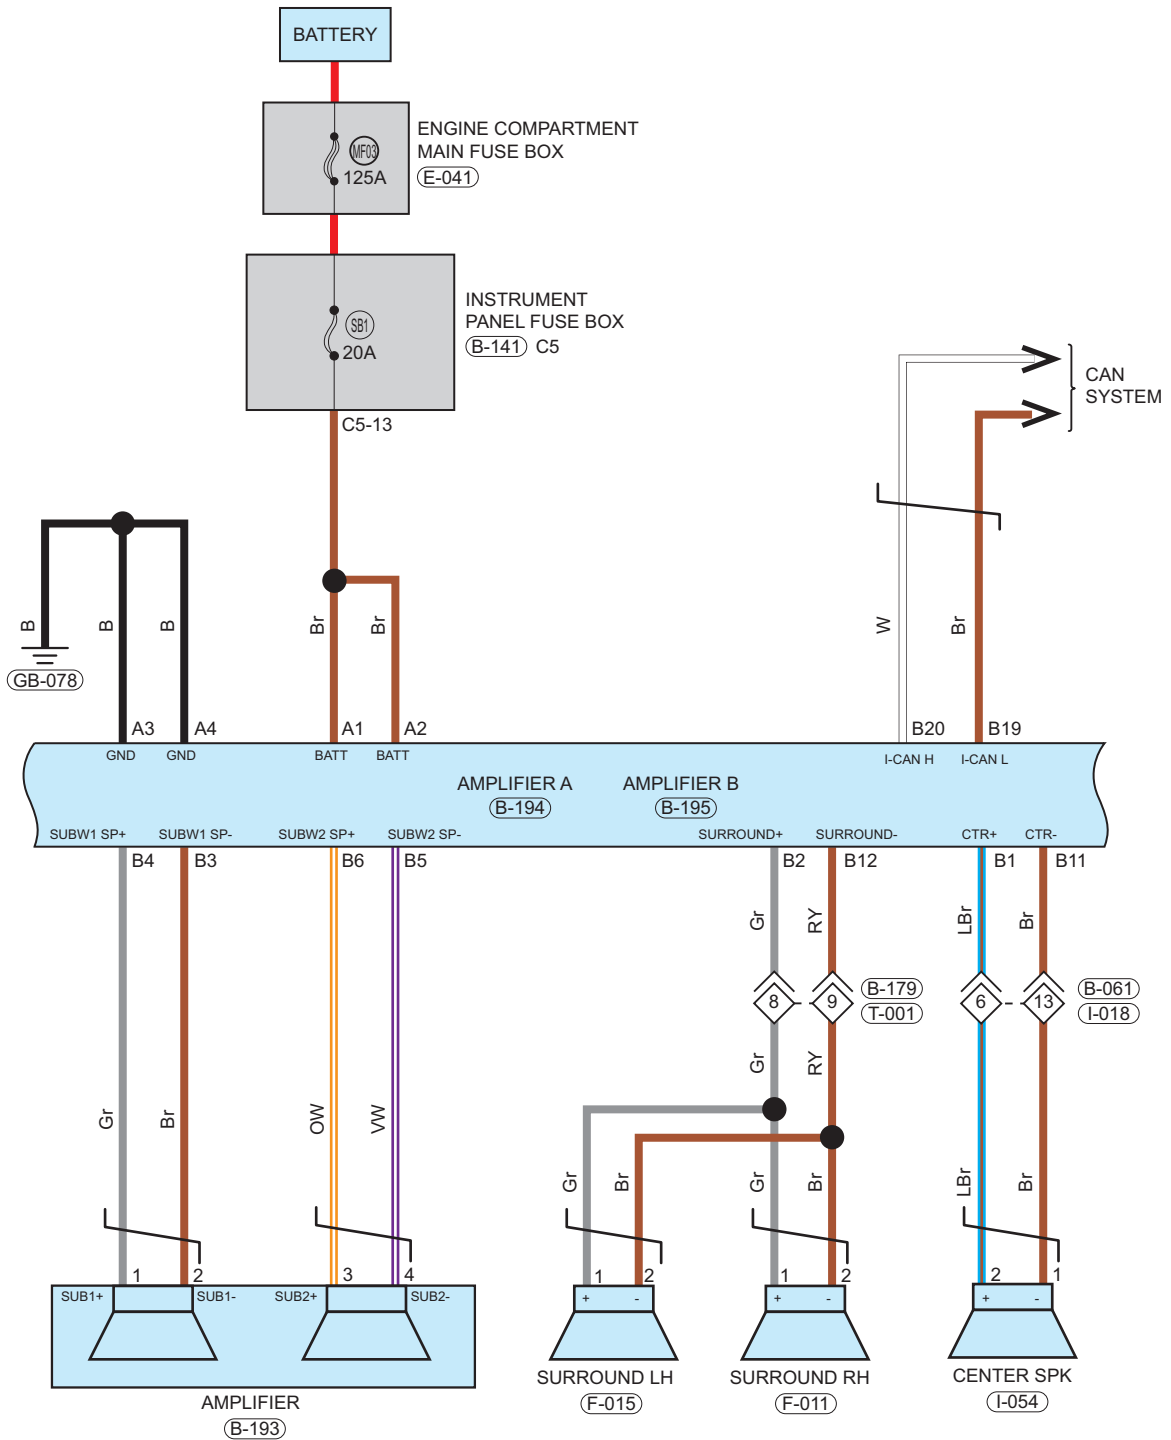 BATTERY
ENGINE COMPARTMENT
MAIN FUSE BOX
E-041
MF03
125A
INSTRUMENT
PANEL FUSE BOX
B-141 C5
SB1
20A
C5-13
CAN
SYSTEM
B
B
B
Br
Br
W
Br
GB-078
A3
A4
A1
A2
B20
B19
GND
GND
BATT
BATT
I-CAN H
I-CAN L
AMPLIFIER A
B-194
AMPLIFIER B
B-195
SUBW1 SP+
SUBW1 SP-
SUBW2 SP+
SUBW2 SP-
SURROUND+
SURROUND-
CTR+
CTR-
B4
B3
B6
B5
B2
B12
B1
B11
Gr
RY
LBr
Br
8
9
B-179
T-001
6
13
B-061
I-018
Gr
RY
Gr
Br
OW
VW
Gr
Br
Gr
Br
LBr
Br
1
2
3
4
1
2
1
2
2
1
SUB1+
SUB1-
SUB2+
SUB2-
+ -
+ -
+ -
AMPLIFIER
B-193
SURROUND LH
F-015
SURROUND RH
F-011
CENTER SPK
I-054